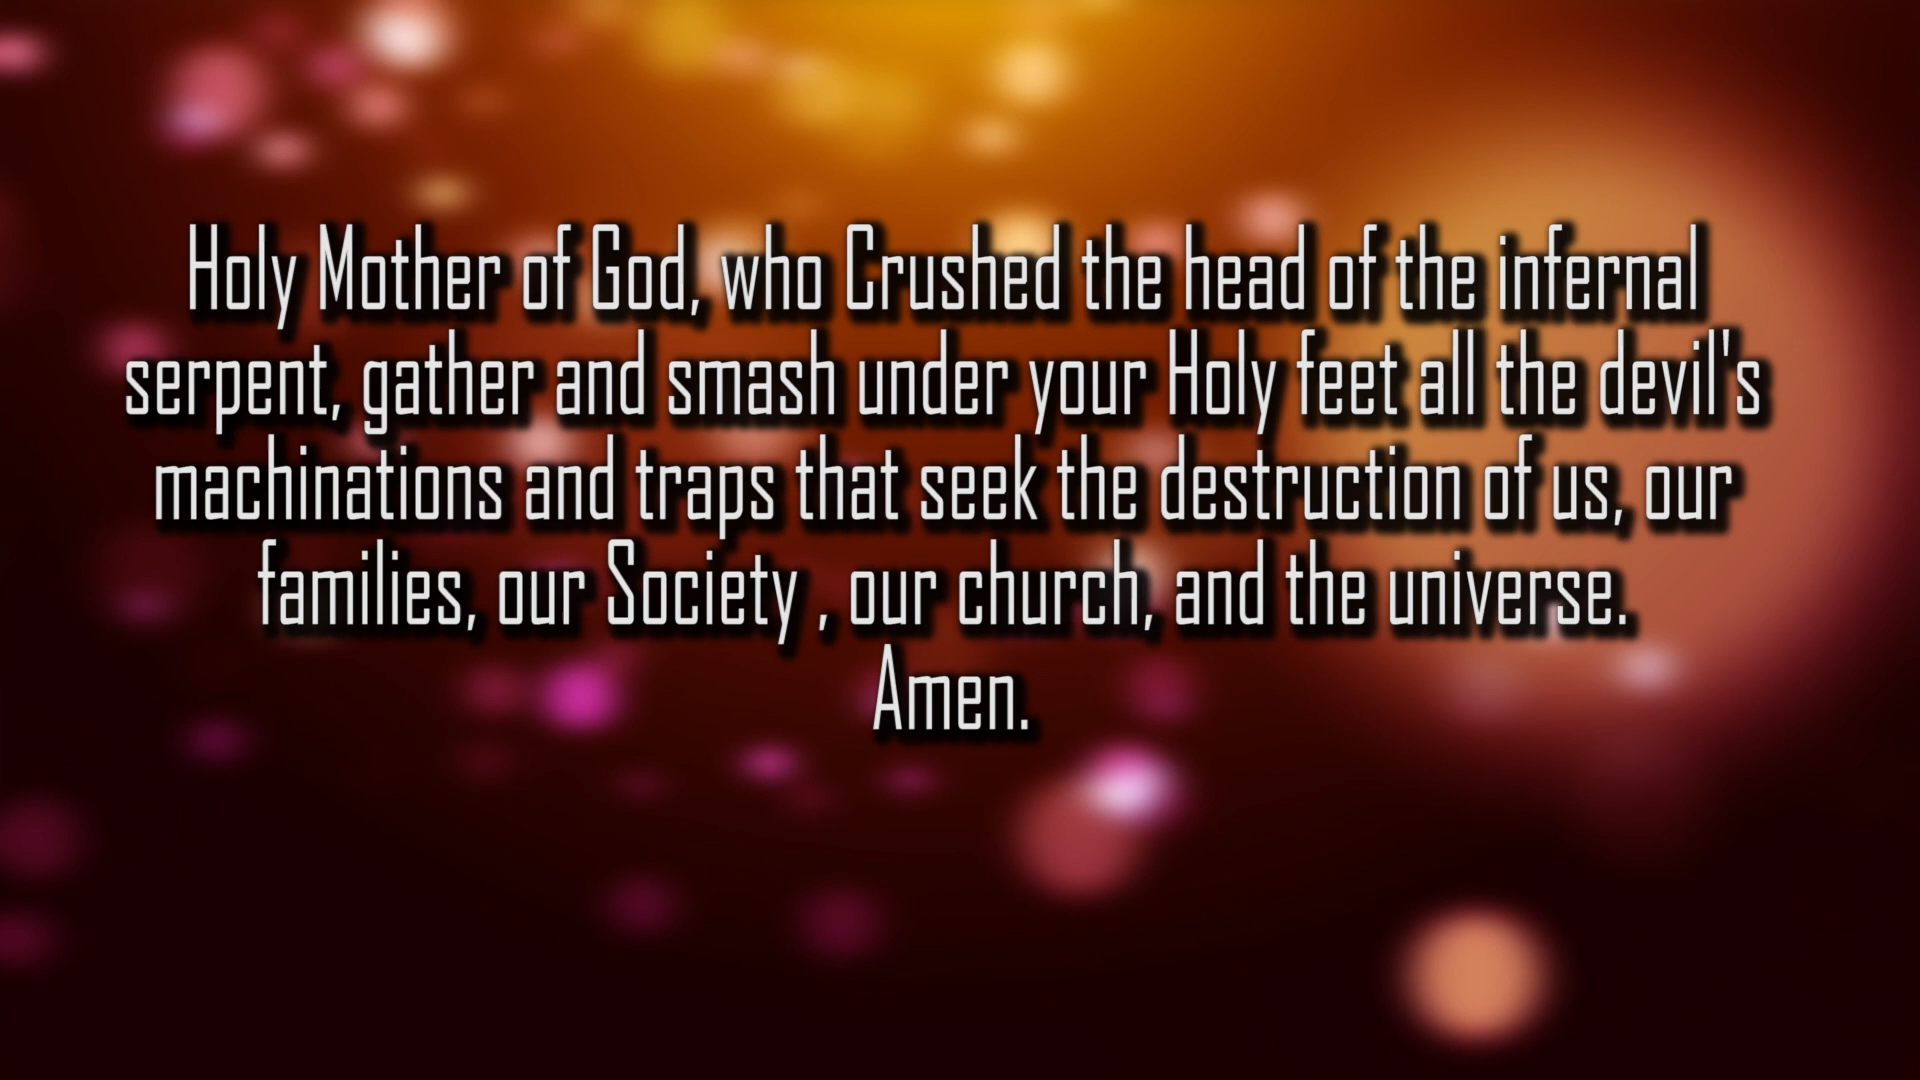 Holy Mother of God, who Crushed the head of the infernal
serpent, gather and smash under your Holy feet all the devil's
machinations and traps that seek the destruction of us, our
families, our Society , our church, and the universe.
Amen.